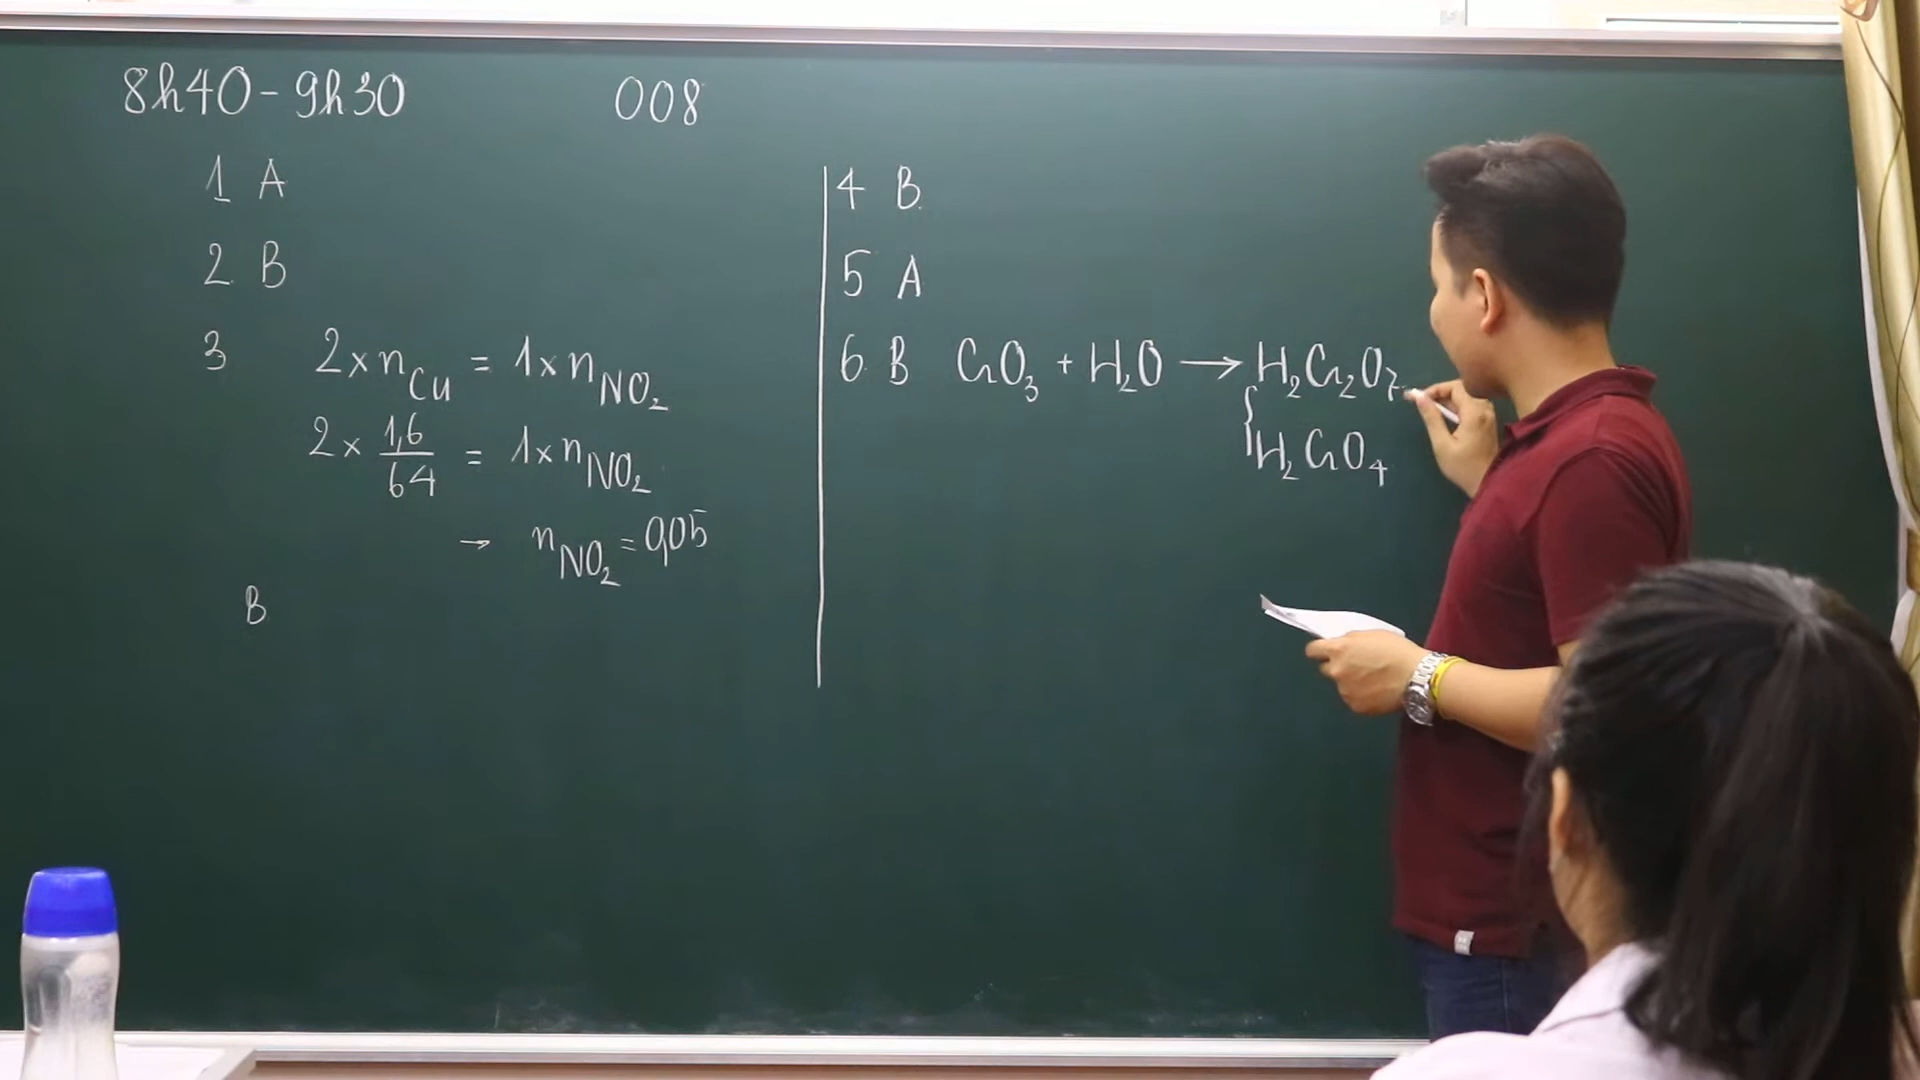 8h40 - 9h30
008
1 A
2 B
3 2 × n_Cu = 1 × n_NO₂
2 × 1,6/64 = 1 × n_NO₂
→ n_NO₂ = 0,05
B
4 B
5 A
6 B CrO₃ + H₂O → H₂Cr₂O₇
H₂CrO₄